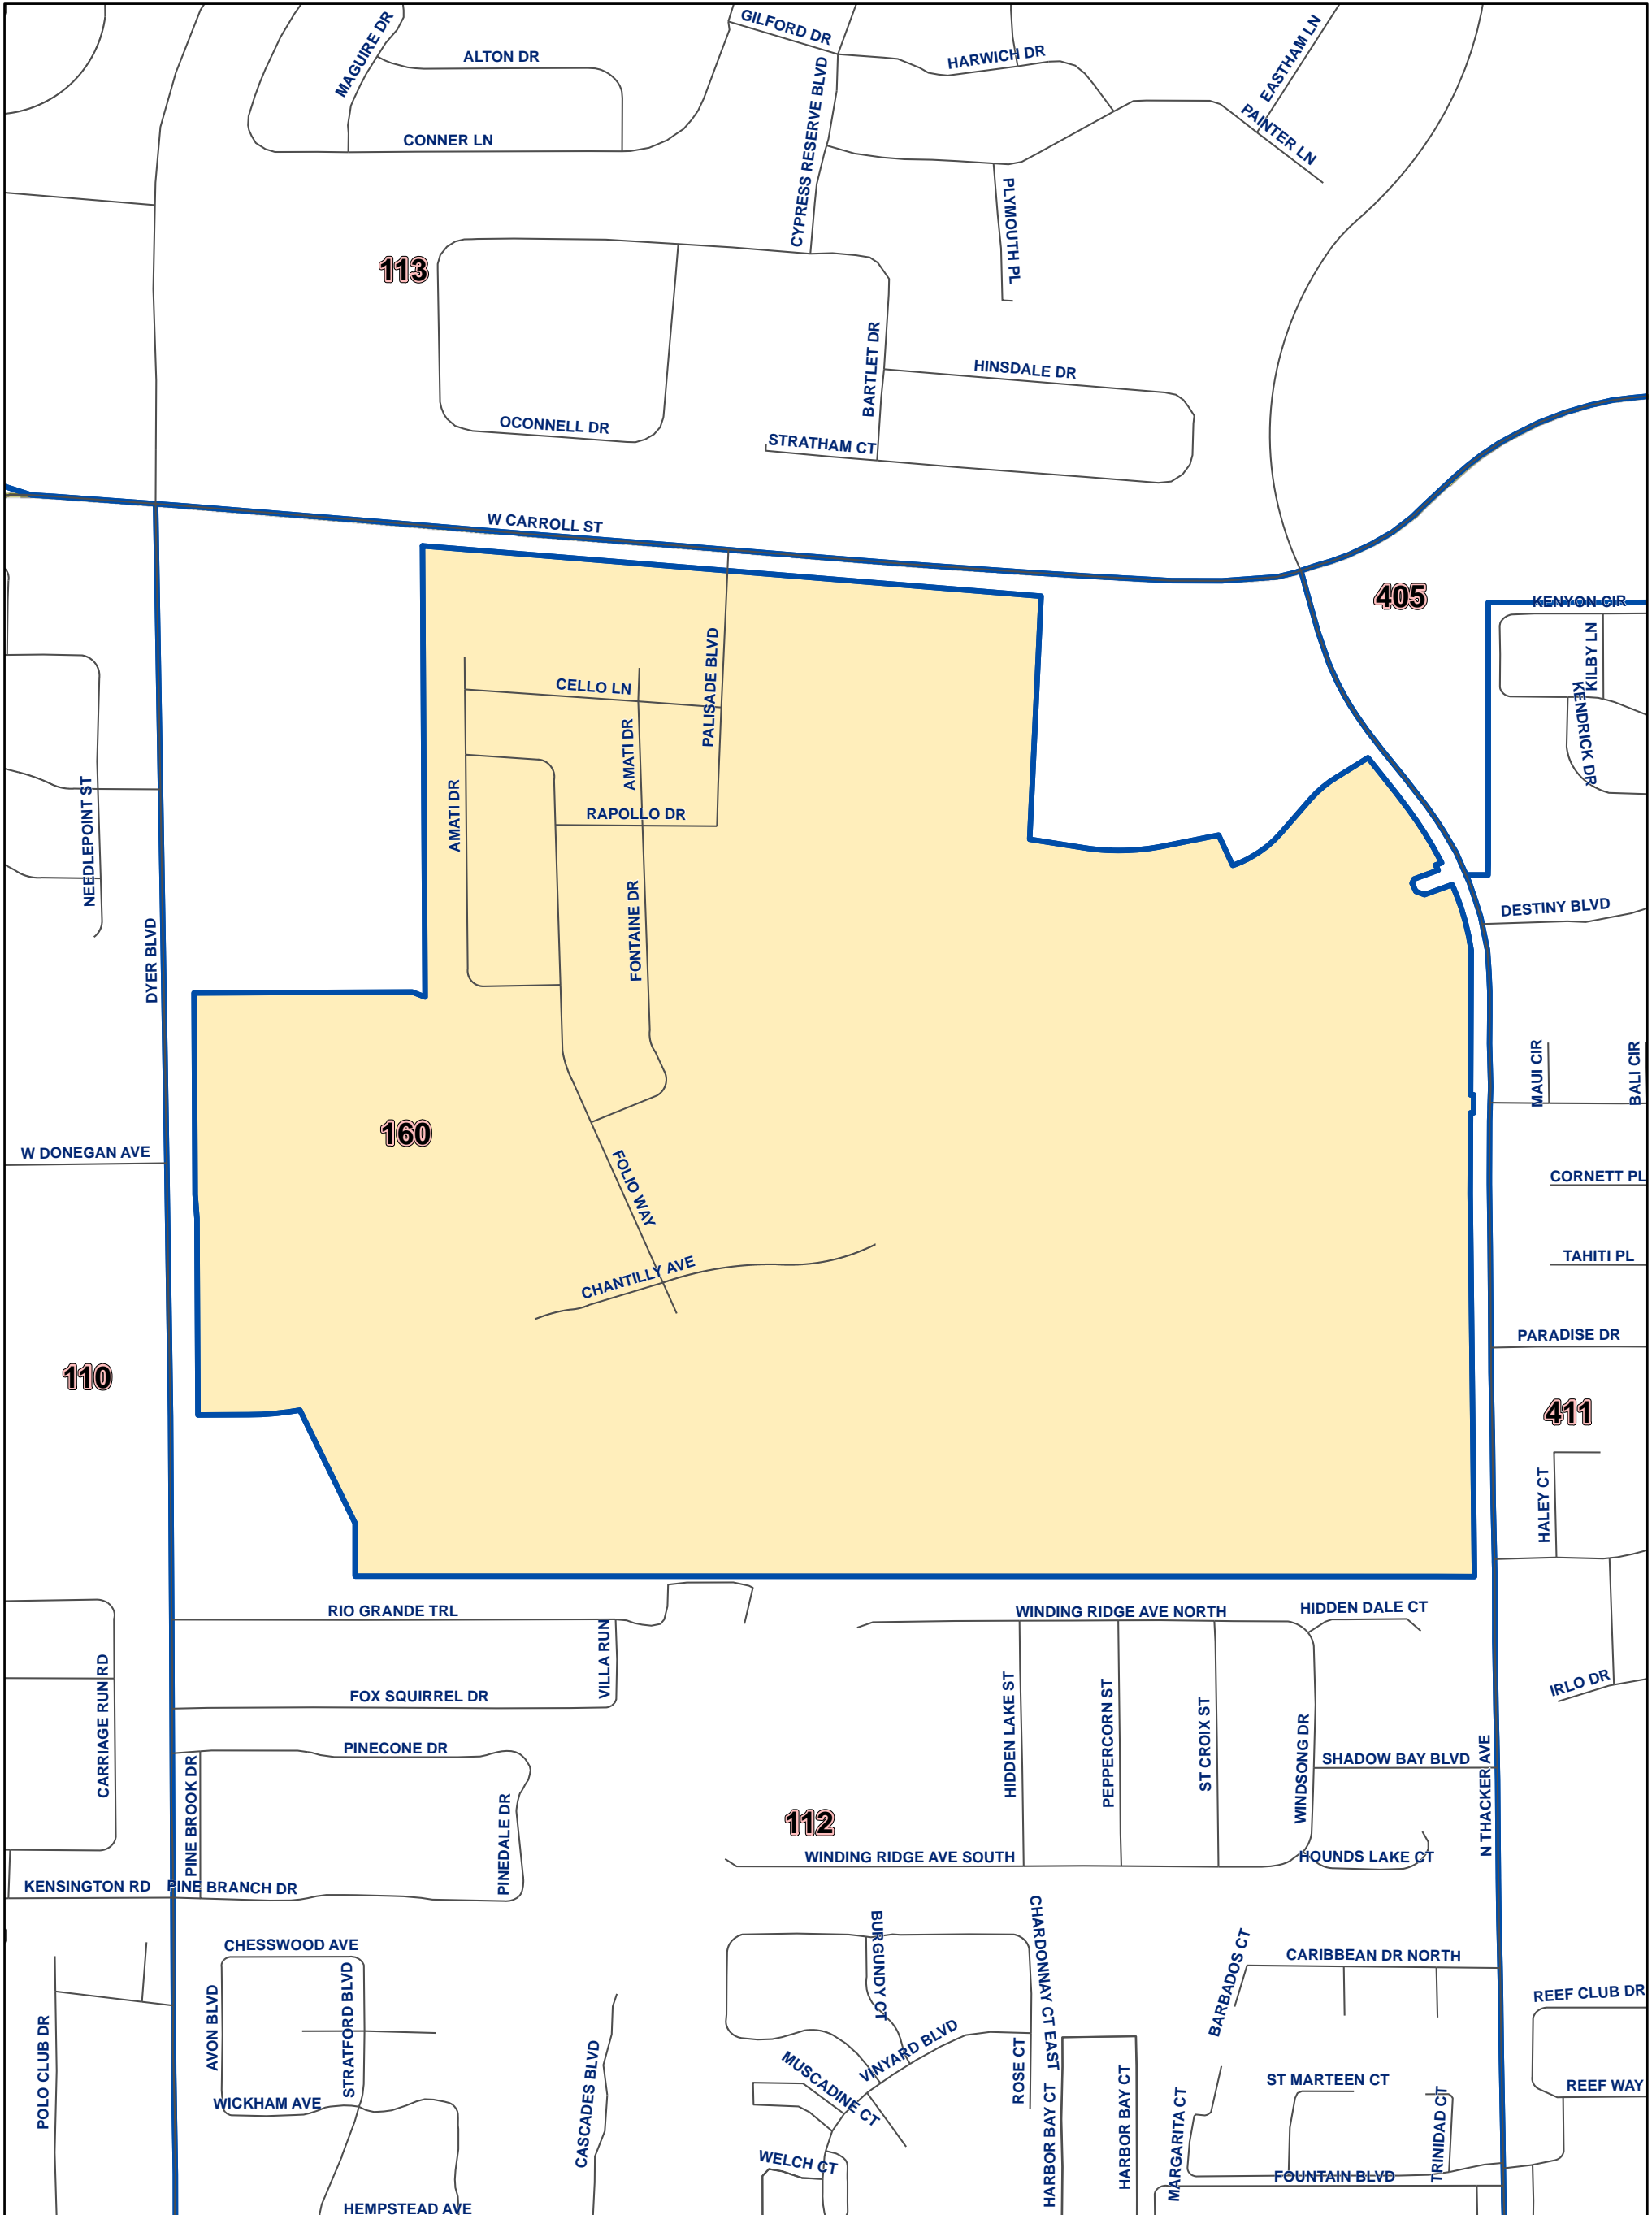 MAGUIRE DR
ALTON DR
CONNER LN
GILFORD DR
CYPRESS RESERVE BLVD
HARWICH DR
EASTHAM LN
PAINTER LN
PLYMOUTH PL
113
BARTLET DR
HINSDALE DR
OCONNELL DR
STRATHAM CT
W CARROLL ST
405
KENYON CIR
KILBY LN
KENDRICK DR
CELLO LN
PALISADE BLVD
AMATI DR
AMATI DR
RAPOLLO DR
NEEDLEPOINT ST
FONTAINE DR
DYER BLVD
DESTINY BLVD
MAUI CIR
BALI CIR
160
W DONEGAN AVE
FOLIO WAY
CORNETT PL
CHANTILLY AVE
TAHITI PL
PARADISE DR
110
411
HALEY CT
RIO GRANDE TRL
WINDING RIDGE AVE NORTH
HIDDEN DALE CT
VILLA RUN
CARRIAGE RUN RD
FOX SQUIRREL DR
HIDDEN LAKE ST
PEPPERCORN ST
ST CROIX ST
WINDSONG DR
IRLO DR
PINECONE DR
SHADOW BAY BLVD
N THACKER AVE
PINE BROOK DR
PINEDALE DR
112
WINDING RIDGE AVE SOUTH
HOUNDS LAKE CT
KENSINGTON RD
PINE BRANCH DR
CHESSWOOD AVE
BURGUNDY CT
CHARDONNAY CT EAST
BARBADOS CT
CARIBBEAN DR NORTH
REEF CLUB DR
POLO CLUB DR
AVON BLVD
STRATFORD BLVD
CASCADES BLVD
VINYARD BLVD
MUSCADINE CT
ROSE CT
HARBOR BAY CT
HARBOR BAY CT
ST MARTEEN CT
REEF WAY
WICKHAM AVE
MARGARITA CT
TRINIDAD CT
WELCH CT
FOUNTAIN BLVD
HEMPSTEAD AVE